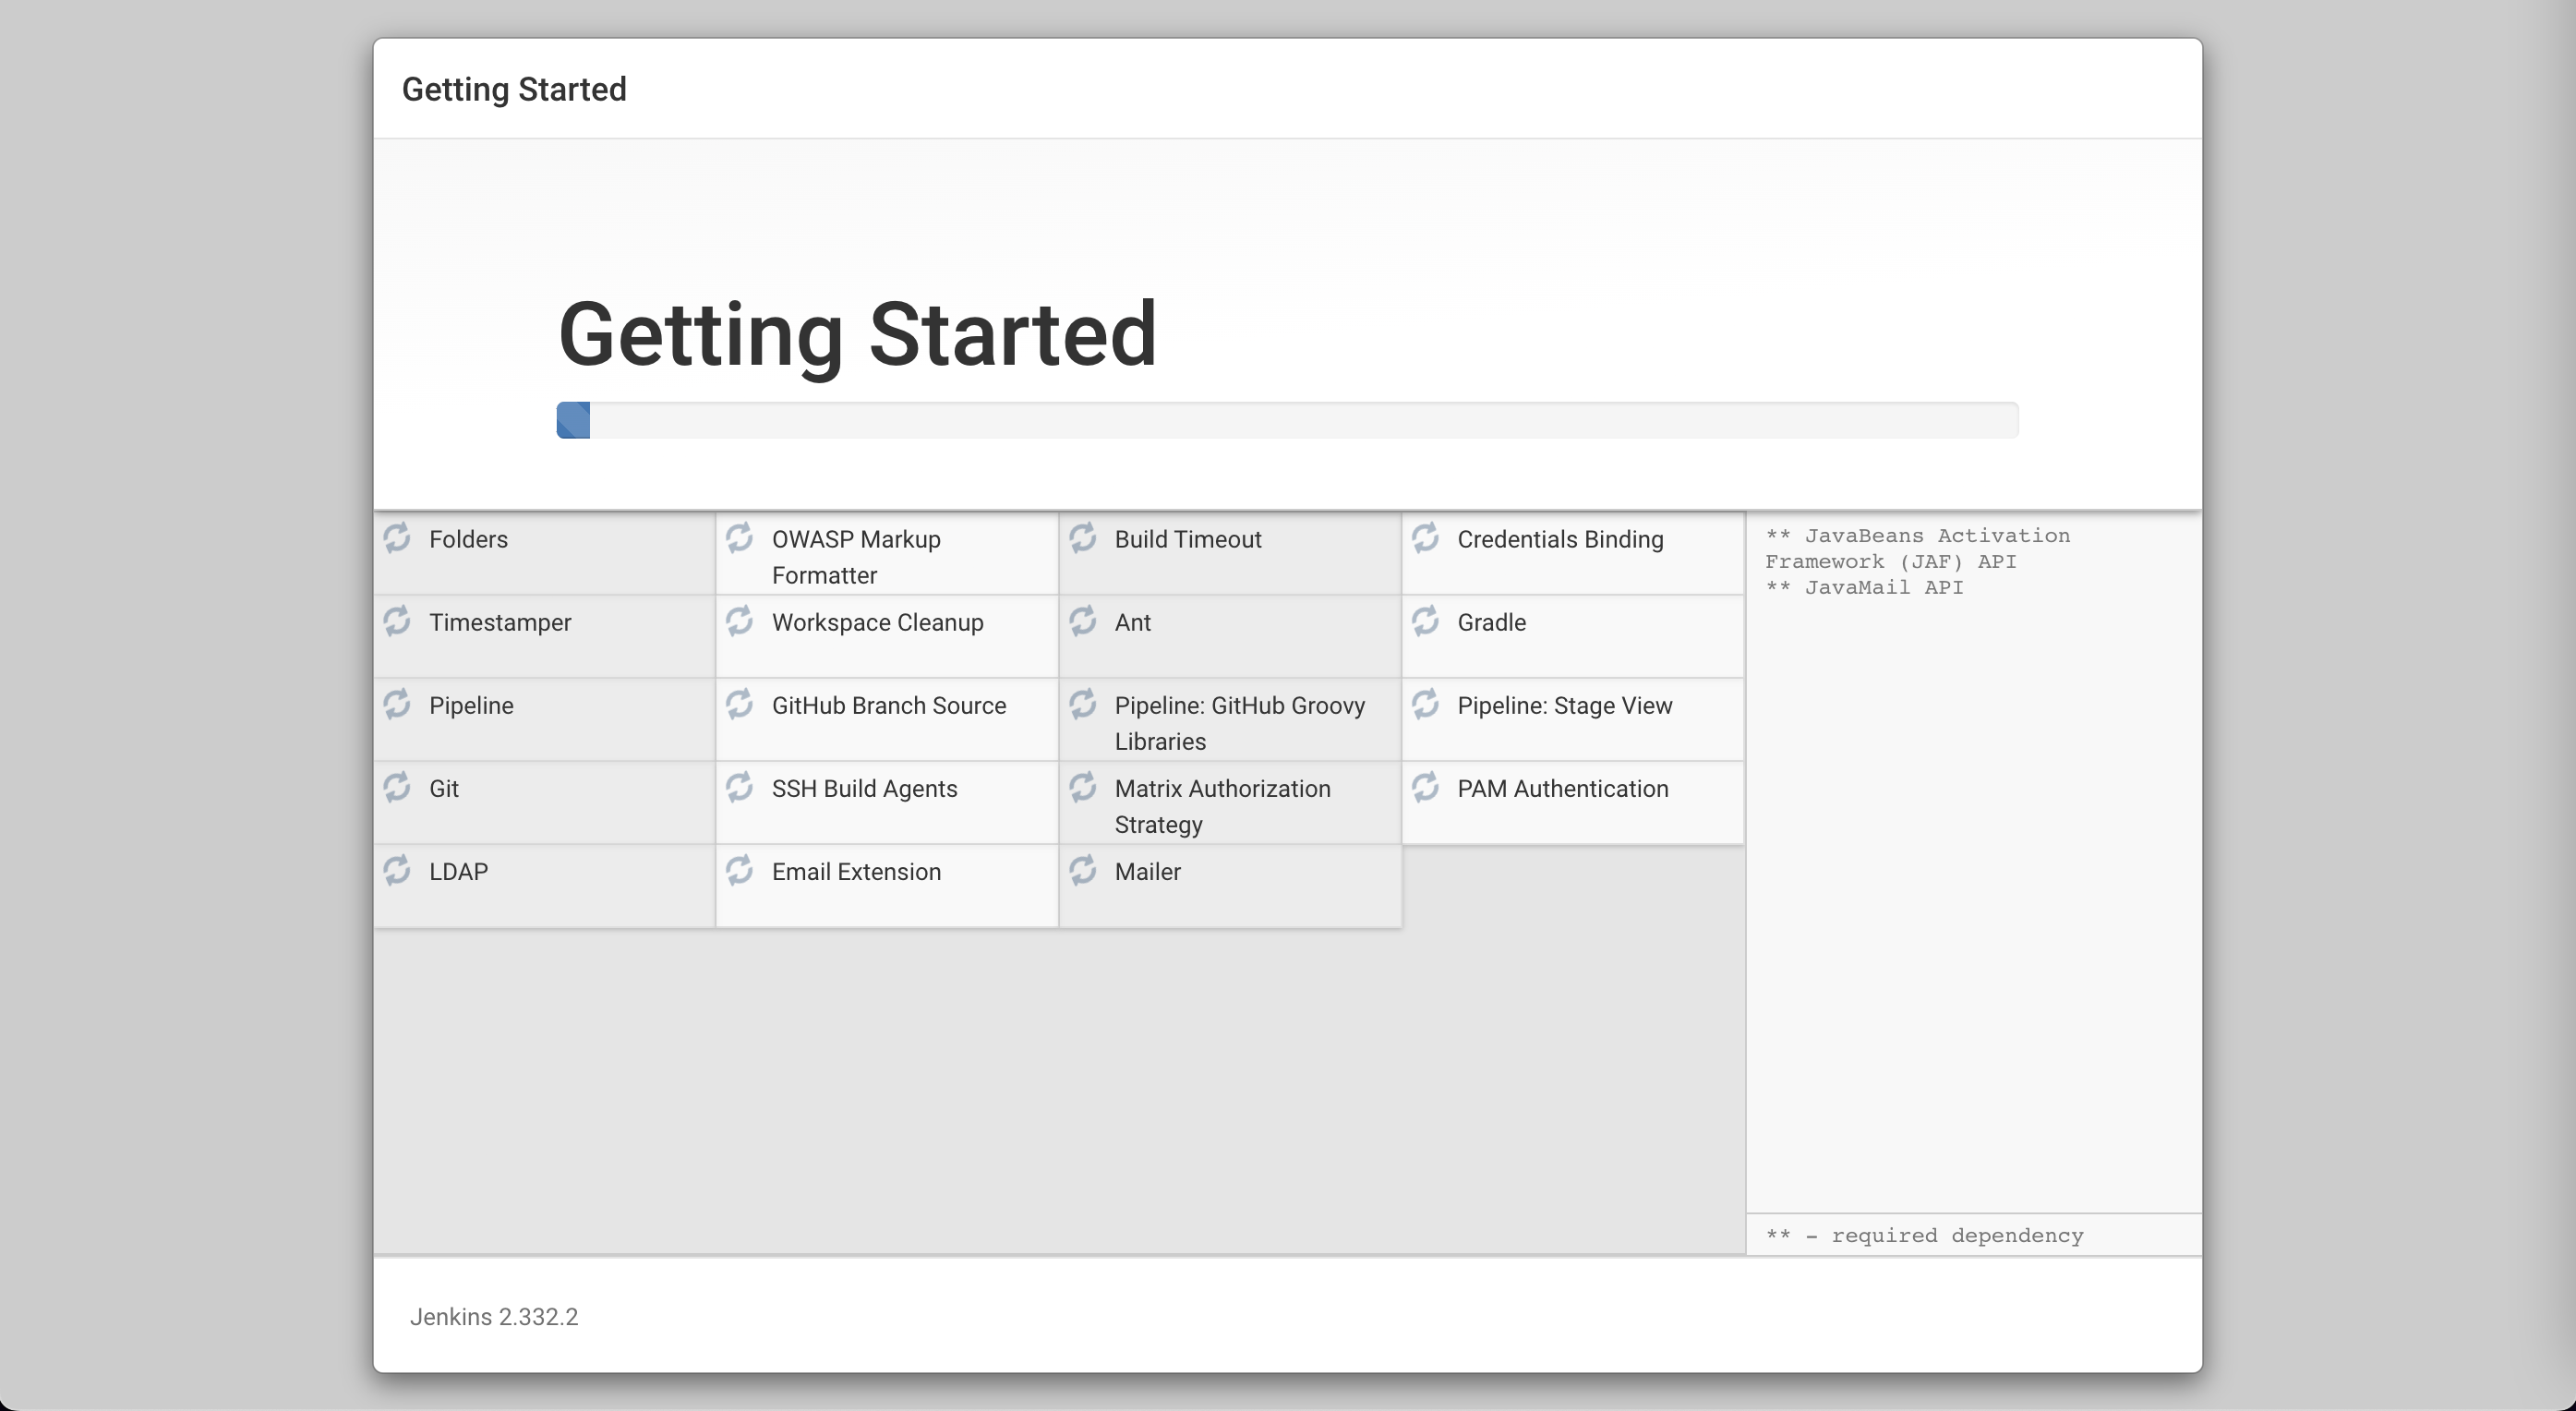 Getting Started
Getting Started
Folders
OWASP Markup
Formatter
Build Timeout
Credentials Binding
Timestamper
Workspace Cleanup
Ant
Gradle
Pipeline
GitHub Branch Source
Pipeline: GitHub Groovy
Libraries
Pipeline: Stage View
Git
SSH Build Agents
Matrix Authorization
Strategy
PAM Authentication
LDAP
Email Extension
Mailer
** JavaBeans Activation
Framework (JAF) API
** JavaMail API
** - required dependency
Jenkins 2.332.2